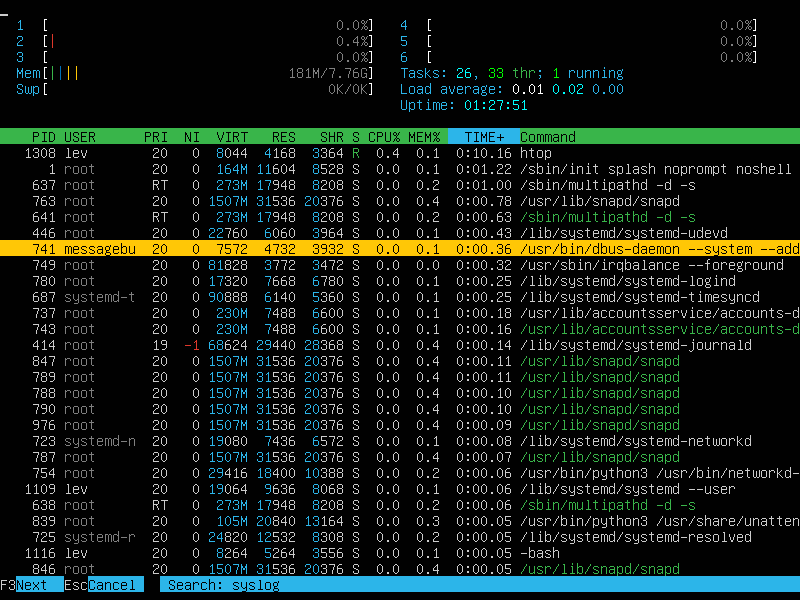 1 [ 0.0%] 4 [ 0.0%]
2 [| 0.4%] 5 [ 0.0%]
3 [ 0.0%] 6 [ 0.0%]
Mem[|||| 181M/7.76G] Tasks: 26, 33 thr; 1 running
Swp[ 0K/0K] Load average: 0.01 0.02 0.00
Uptime: 01:27:51
PID USER PRI NI VIRT RES SHR S CPU% MEM% TIME+ Command
1308 lev 20 0 8044 4168 3364 R 0.4 0.1 0:10.16 htop
1 root 20 0 164M 11604 8528 S 0.0 0.1 0:01.22 /sbin/init splash noprompt noshell
637 root RT 0 273M 17948 8208 S 0.0 0.2 0:01.00 /sbin/multipathd -d -s
763 root 20 0 1507M 31536 20376 S 0.0 0.4 0:00.78 /usr/lib/snapd/snapd
641 root RT 0 273M 17948 8208 S 0.0 0.2 0:00.63 /sbin/multipathd -d -s
446 root 20 0 22760 6060 3964 S 0.0 0.1 0:00.43 /lib/systemd/systemd-udevd
741 messagebu 20 0 7572 4732 3932 S 0.0 0.1 0:00.36 /usr/bin/dbus-daemon --system --add
749 root 20 0 81828 3772 3472 S 0.0 0.0 0:00.32 /usr/sbin/irqbalance --foreground
780 root 20 0 17320 7668 6780 S 0.0 0.1 0:00.25 /lib/systemd/systemd-logind
687 systemd-t 20 0 90888 6140 5360 S 0.0 0.1 0:00.25 /lib/systemd/systemd-timesyncd
737 root 20 0 230M 7488 6600 S 0.0 0.1 0:00.18 /usr/lib/accountsservice/accounts-d
743 root 20 0 230M 7488 6600 S 0.0 0.1 0:00.16 /usr/lib/accountsservice/accounts-d
414 root 19 -1 68624 29440 28368 S 0.0 0.4 0:00.14 /lib/systemd/systemd-journald
847 root 20 0 1507M 31536 20376 S 0.0 0.4 0:00.11 /usr/lib/snapd/snapd
789 root 20 0 1507M 31536 20376 S 0.0 0.4 0:00.11 /usr/lib/snapd/snapd
788 root 20 0 1507M 31536 20376 S 0.0 0.4 0:00.10 /usr/lib/snapd/snapd
790 root 20 0 1507M 31536 20376 S 0.0 0.4 0:00.10 /usr/lib/snapd/snapd
976 root 20 0 1507M 31536 20376 S 0.0 0.4 0:00.09 /usr/lib/snapd/snapd
723 systemd-n 20 0 19080 7436 6572 S 0.0 0.1 0:00.08 /lib/systemd/systemd-networkd
787 root 20 0 1507M 31536 20376 S 0.0 0.4 0:00.07 /usr/lib/snapd/snapd
754 root 20 0 29416 18400 10388 S 0.0 0.2 0:00.06 /usr/bin/python3 /usr/bin/networkd-
1109 lev 20 0 19064 9636 8068 S 0.0 0.1 0:00.06 /lib/systemd/systemd --user
638 root RT 0 273M 17948 8208 S 0.0 0.2 0:00.06 /sbin/multipathd -d -s
839 root 20 0 105M 20840 13164 S 0.0 0.3 0:00.05 /usr/bin/python3 /usr/share/unatten
725 systemd-r 20 0 24820 12532 8308 S 0.0 0.2 0:00.05 /lib/systemd/systemd-resolved
1116 lev 20 0 8264 5264 3556 S 0.0 0.1 0:00.05 -bash
846 root 20 0 1507M 31536 20376 S 0.0 0.4 0:00.05 /usr/lib/snapd/snapd
F3Next EscCancel Search: syslog